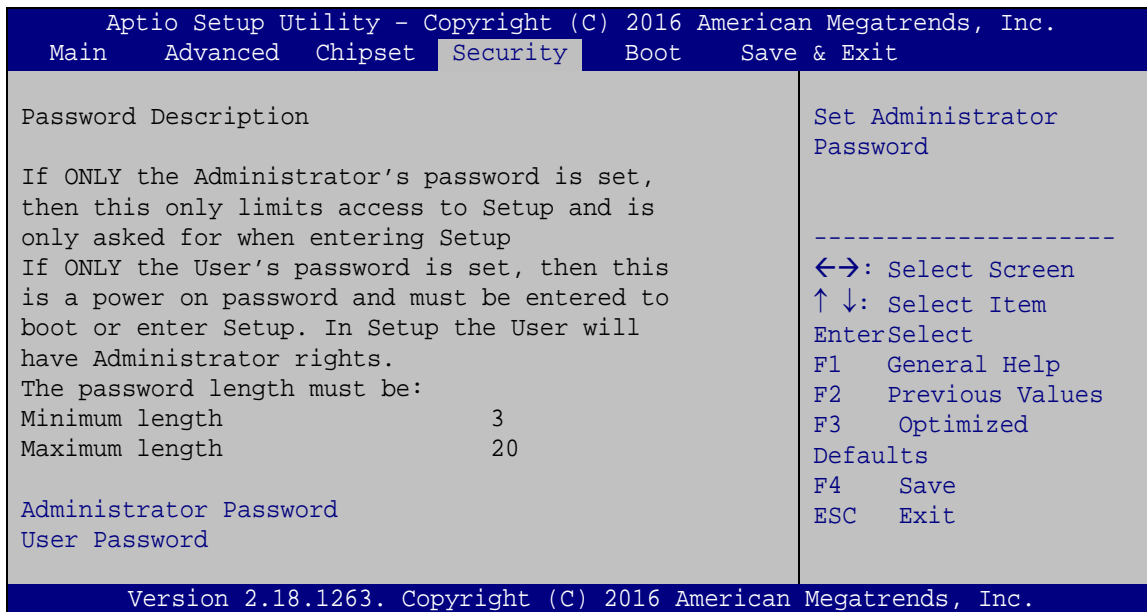 Aptio Setup Utility – Copyright (C) 2016 American Megatrends, Inc.
Main Advanced Chipset Security Boot Save & Exit
Password Description
If ONLY the Administrator’s password is set,
then this only limits access to Setup and is
only asked for when entering Setup
If ONLY the User’s password is set, then this
is a power on password and must be entered to
boot or enter Setup. In Setup the User will
have Administrator rights.
The password length must be:
Minimum length 3
Maximum length 20
Administrator Password
User Password
Set Administrator
Password
---------------------
←→: Select Screen
↑ ↓: Select Item
EnterSelect
F1 General Help
F2 Previous Values
F3 Optimized
Defaults
F4 Save
ESC Exit
Version 2.18.1263. Copyright (C) 2016 American Megatrends, Inc.